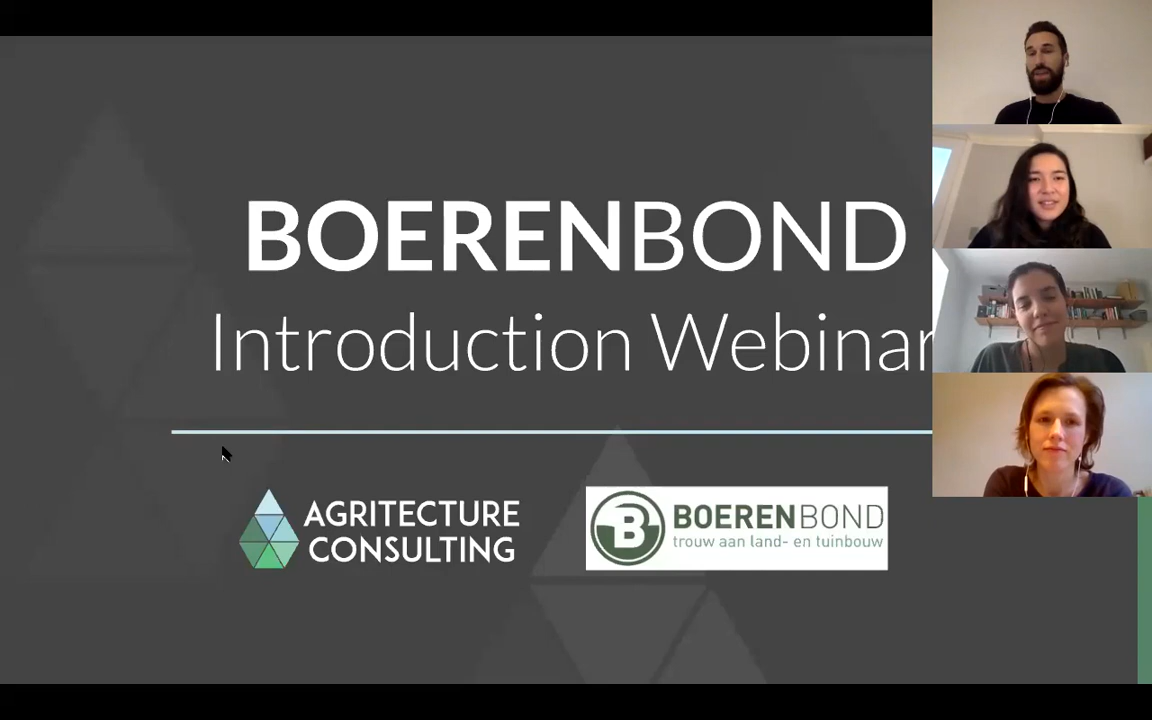 BOERENBOND
Introduction Webinar
AGRITECTURE
CONSULTING
B
BOERENBOND
trouw aan land- en tuinbouw